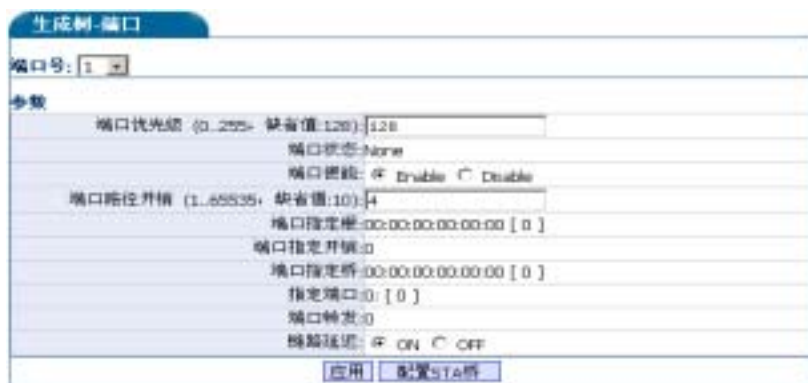 生成树-端口
端口号: 1
参数
端口优先级 (0..255, 缺省值:128): 128
端口状态: None
端口使能: Enable Disable
端口路径开销 (1..65535, 缺省值:10): 4
端口指定根: 00:00:00:00:00:00 [ 0 ]
端口指定开销: 0
端口指定桥: 00:00:00:00:00:00 [ 0 ]
指定端口: 0: [ 0 ]
端口转发: 0
链路延迟: ON OFF
应用 配置STA桥